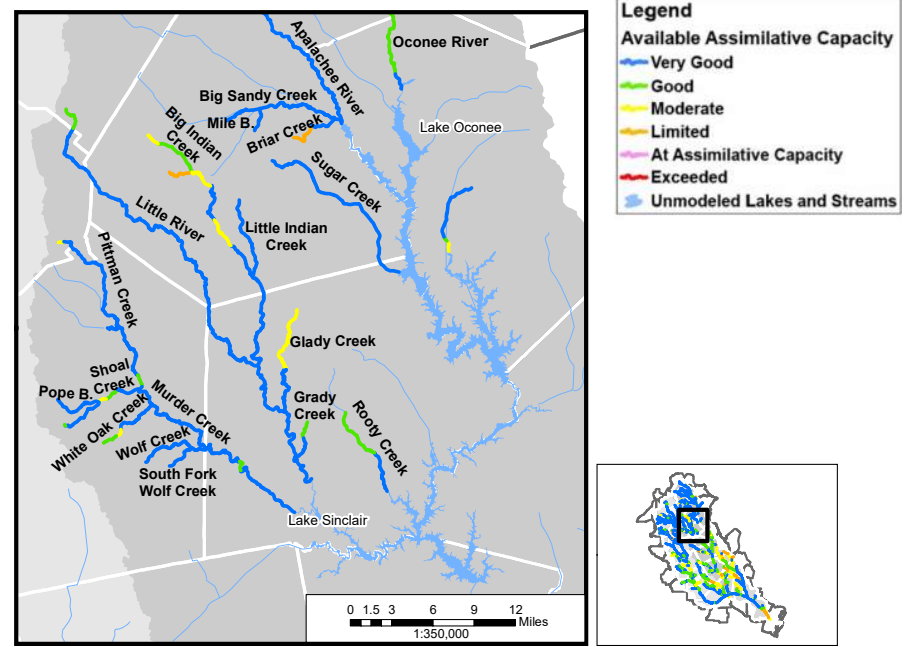 Legend
Available Assimilative Capacity
Very Good
Good
Moderate
Limited
At Assimilative Capacity
Exceeded
Unmodeled Lakes and Streams
Apalachee River
Oconee River
Big Sandy Creek
Mile B.
Briar Creek
Lake Oconee
Big Indian
Creek
Sugar Creek
Little River
Little Indian
Creek
Pittman Creek
Glady Creek
Shoal
Creek
Pope B.
Murder Creek
Grady
Creek
Rooty Creek
White Oak Creek
Wolf Creek
South Fork
Wolf Creek
Lake Sinclair
0 1.5 3 6 9 12
Miles
1:350,000